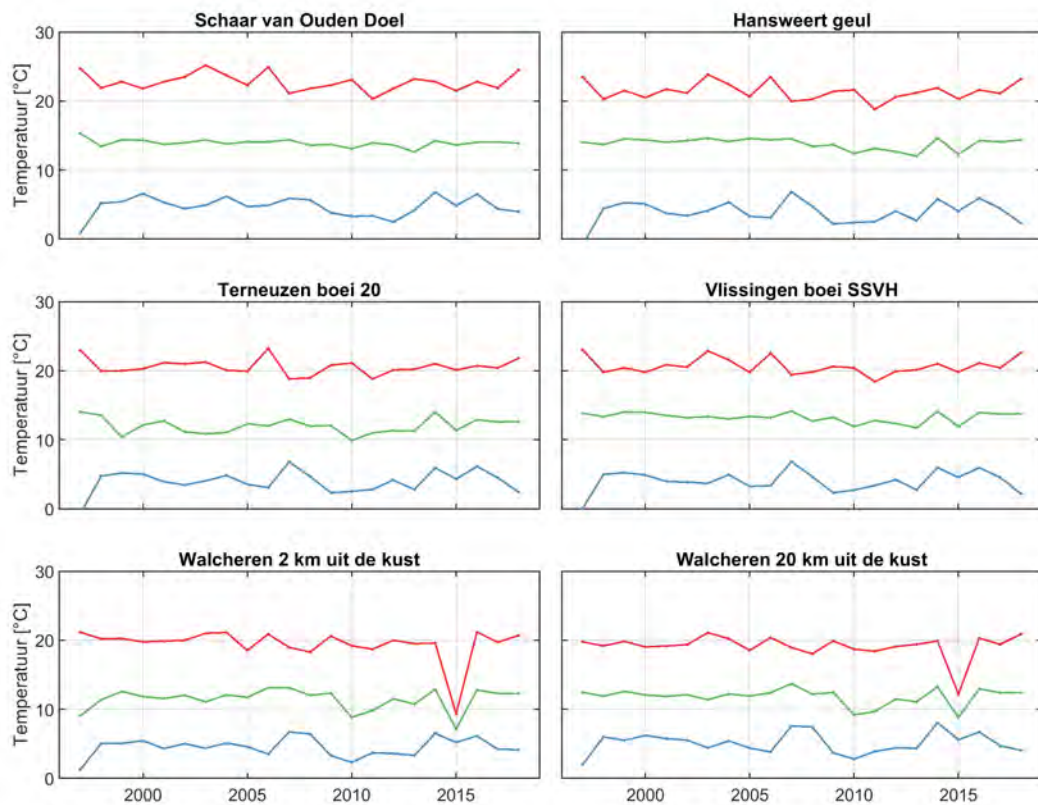 Schaar van Ouden Doel
Hansweert geul
30
20
10
0
Temperatuur [°C]
Terneuzen boei 20
Vlissingen boei SSVH
30
20
10
0
Temperatuur [°C]
Walcheren 2 km uit de kust
Walcheren 20 km uit de kust
30
20
10
0
Temperatuur [°C]
2000 2005 2010 2015
2000 2005 2010 2015